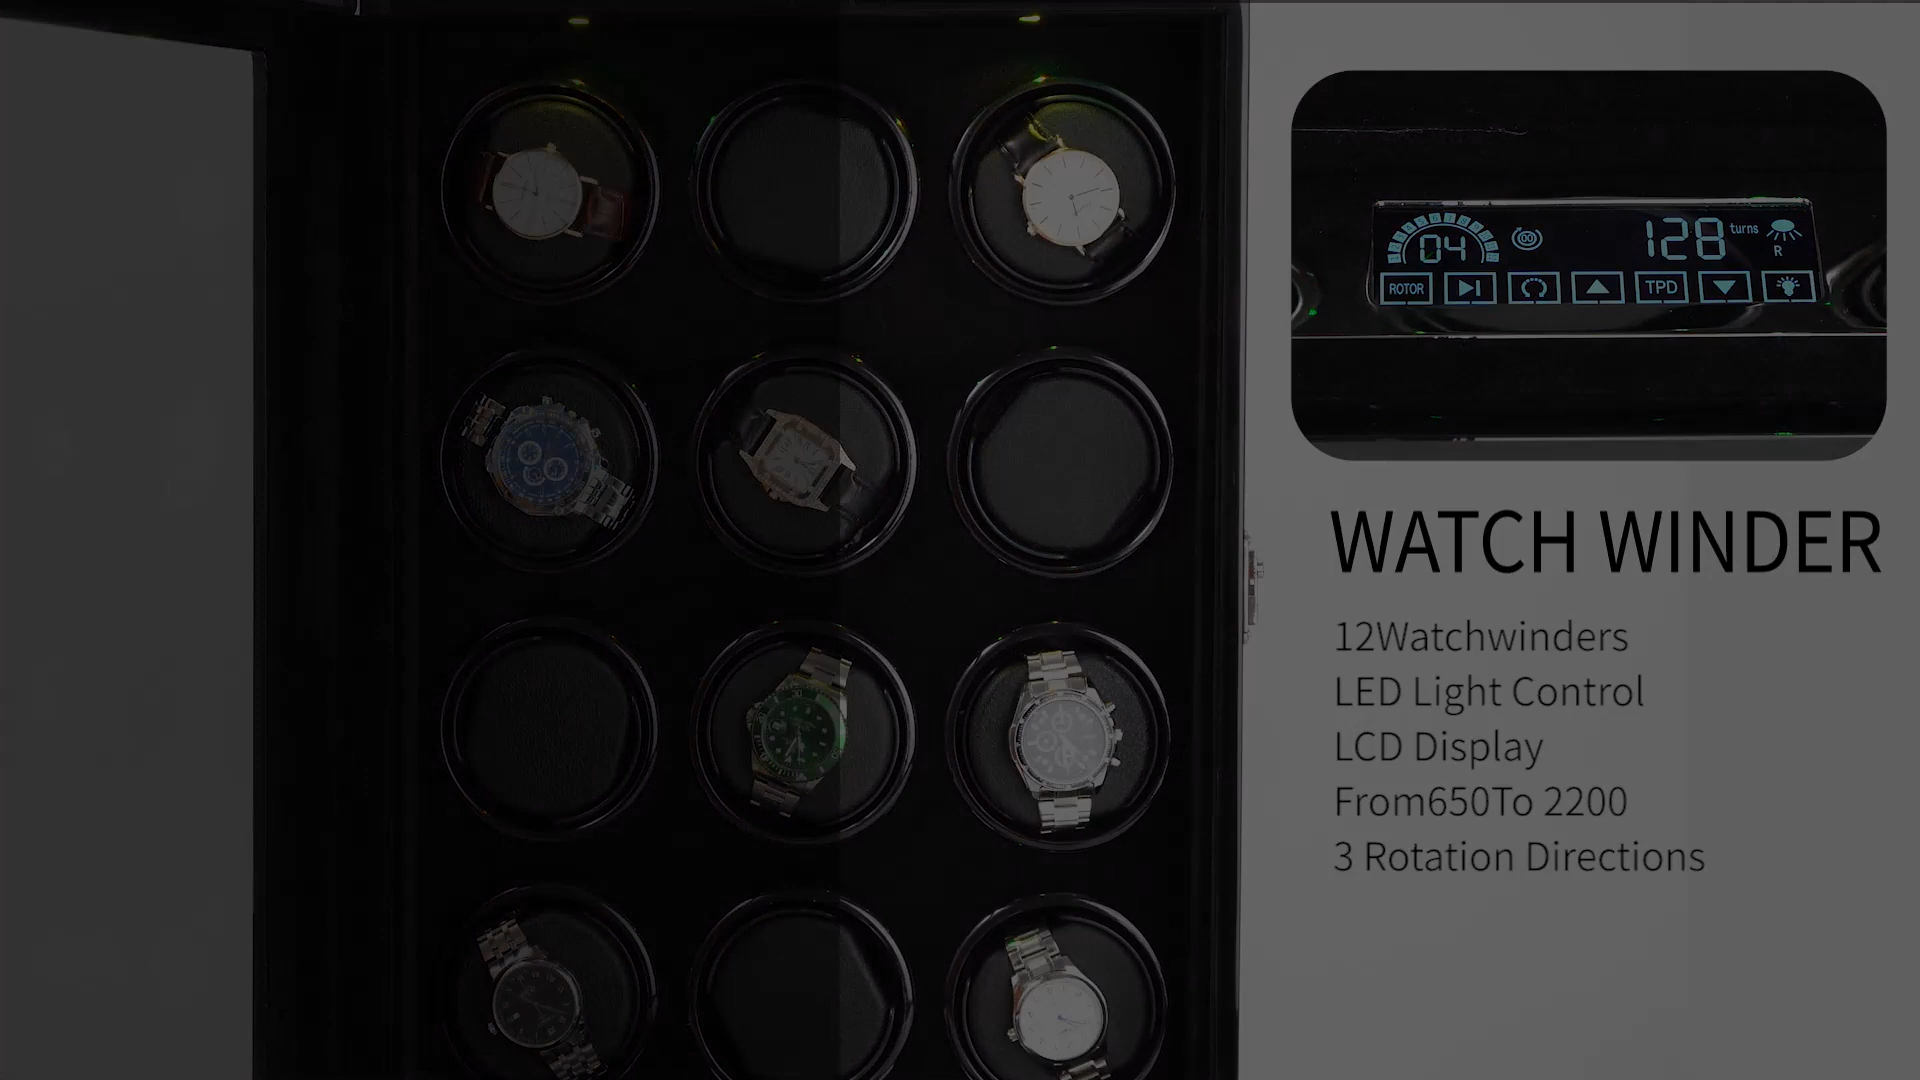 04
128 turns
R
ROTOR
TPD
WATCH WINDER
12Watchwinders
LED Light Control
LCD Display
From650To 2200
3 Rotation Directions